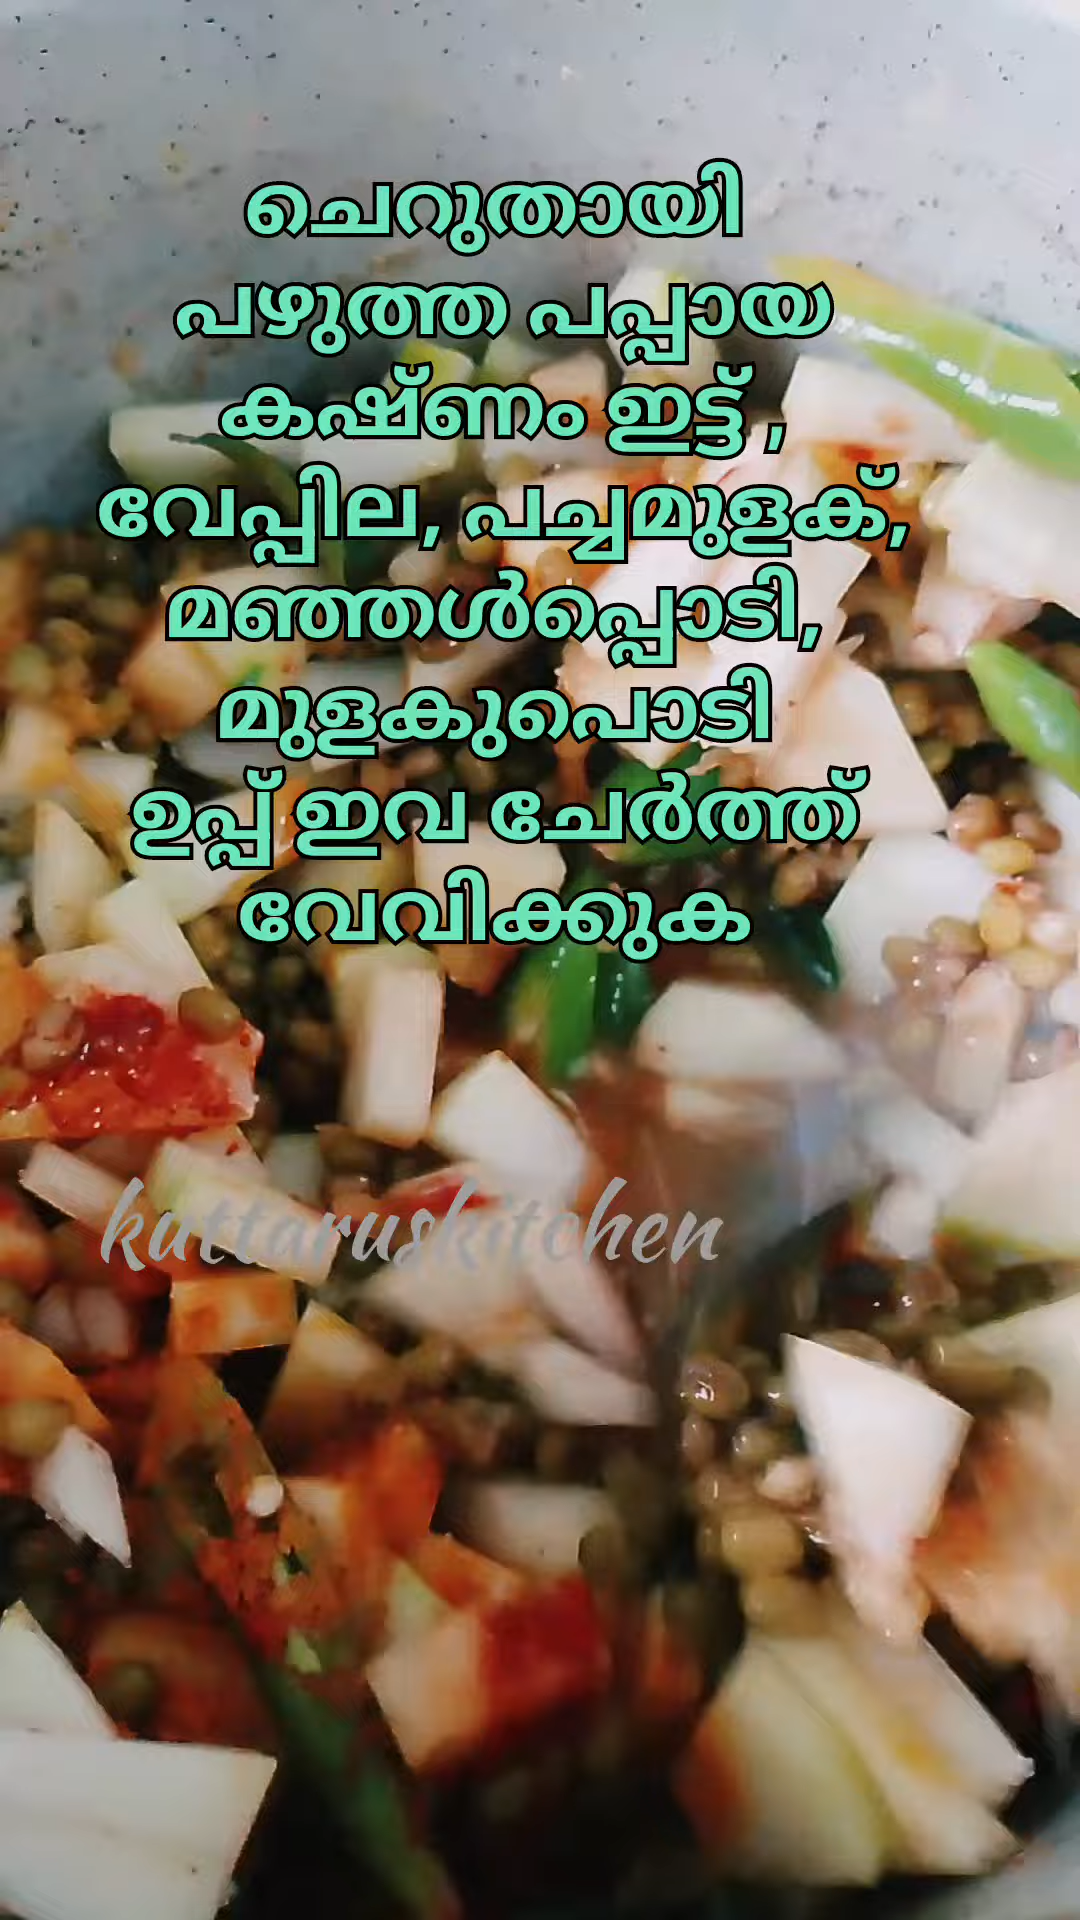 ചെറുതായി
പഴുത്ത പപ്പായ
കഷ്ണം ഇട്ട് ,
വേപ്പില, പച്ചമുളക്,
മഞ്ഞൾപ്പൊടി,
മുളകുപൊടി
ഉപ്പ് ഇവ ചേർത്ത്
വേവിക്കുക
kuttaruskitchen